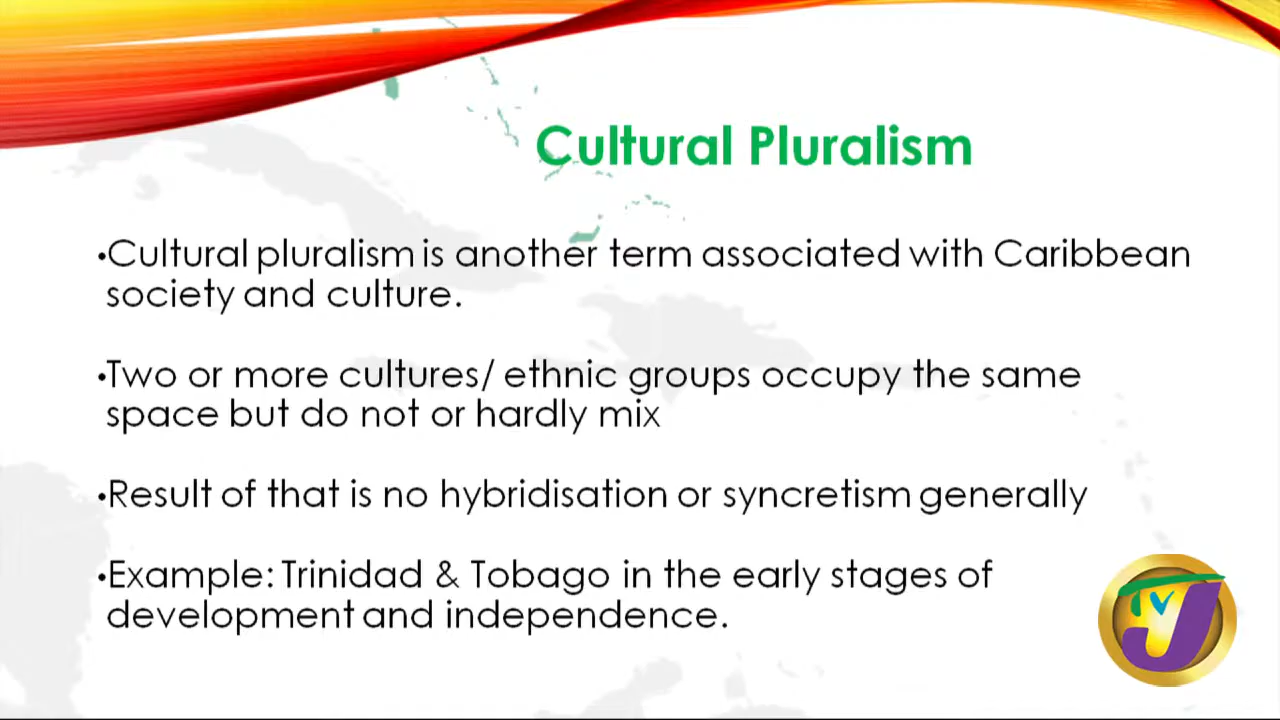 Cultural Pluralism
•Cultural pluralism is another term associated with Caribbean
society and culture.
•Two or more cultures/ ethnic groups occupy the same
space but do not or hardly mix
•Result of that is no hybridisation or syncretism generally
•Example: Trinidad & Tobago in the early stages of
development and independence.
TVJ